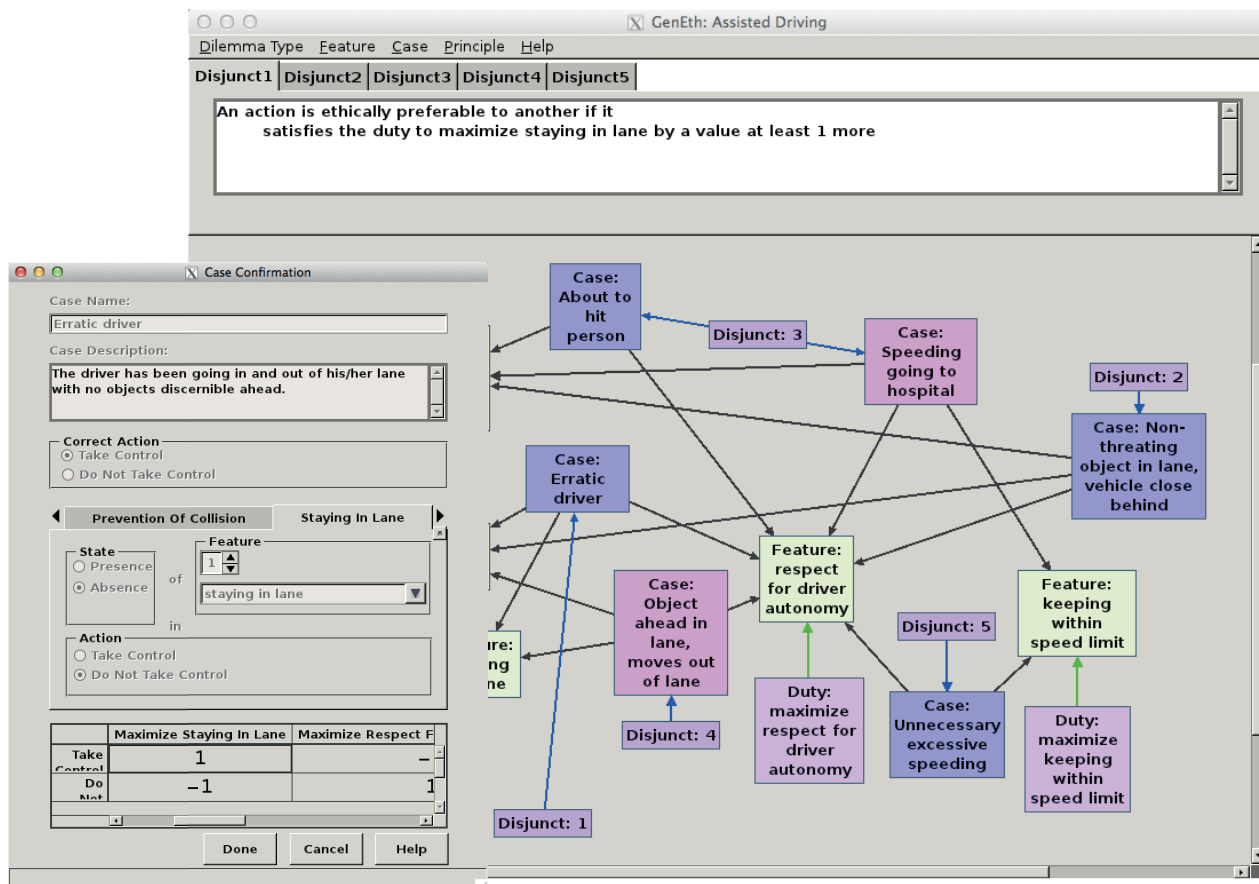 GenEth: Assisted Driving
Dilemma Type Feature Case Principle Help
Disjunct1 Disjunct2 Disjunct3 Disjunct4 Disjunct5
An action is ethically preferable to another if it
satisfies the duty to maximize staying in lane by a value at least 1 more
Case Confirmation
Case Name:
Erratic driver
Case Description:
The driver has been going in and out of his/her lane
with no objects discernible ahead.
Correct Action
Take Control
Do Not Take Control
Prevention Of Collision Staying In Lane
State
Presence
Absence
of
Feature
1
staying in lane
in
Action
Take Control
Do Not Take Control
Maximize Staying In Lane Maximize Respect F
Take
Control
1 –
Do
Not
−1 1
Done Cancel Help
Case:
About to
hit
person
Disjunct: 3
Case:
Speeding
going to
hospital
Disjunct: 2
Case: Non-
threating
object in lane,
vehicle close
behind
Case:
Erratic
driver
Feature:
respect
for driver
autonomy
Case:
Object
ahead in
lane,
moves out
of lane
Feature:
keeping
within
speed limit
Disjunct: 5
ure:
ng
ne
Disjunct: 4
Duty:
maximize
respect for
driver
autonomy
Case:
Unnecessary
excessive
speeding
Duty:
maximize
keeping
within
speed limit
Disjunct: 1